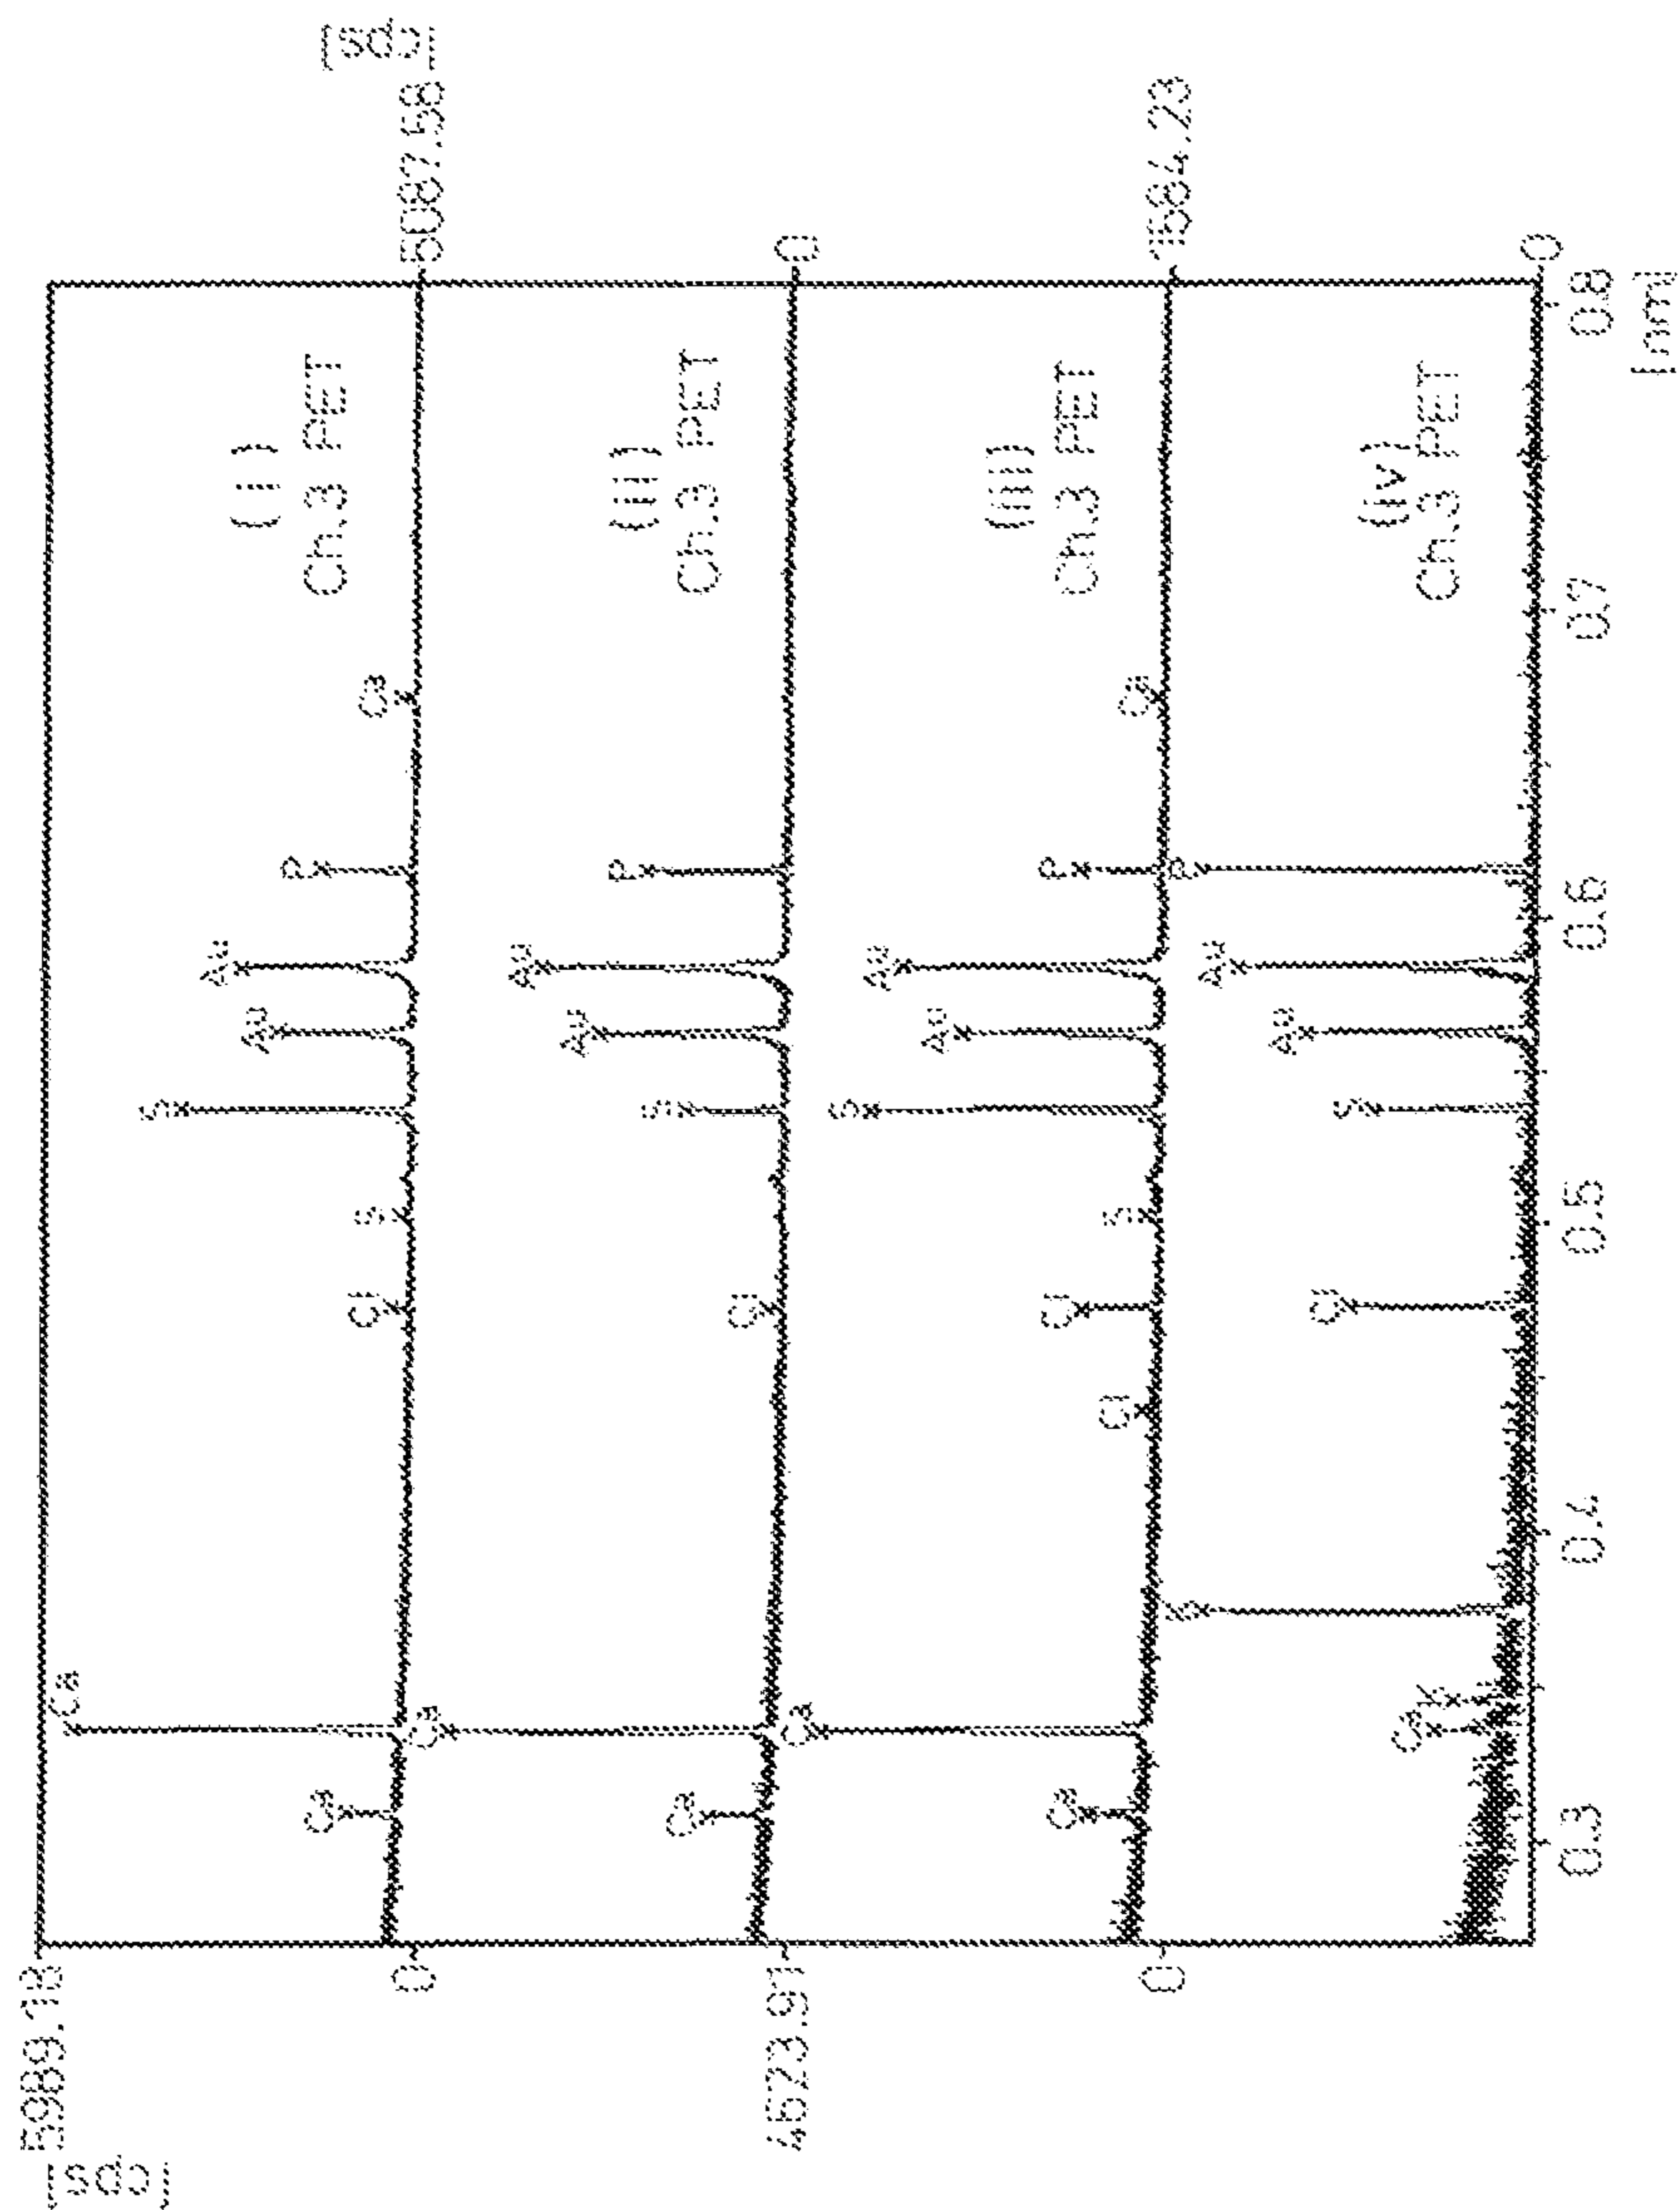 [cps]
5989.18
Ca
Ca
Cl
S
S
Au
Au
P
Ca
(i)
Ch.3 PET
[cps]
0
5087.58
Ca
Ca
Cl
S
Au
Au
P
(ii)
Ch.3 PET
4523.91
0
Ca
Ca
Cl
Cl
S
S
Au
Au
P
Ca
(iii)
Ch.3 PET
0
1584.23
Ca
K
K
Cl
S
Au
Au
P
(iv)
Ch.3 PET
0
0.3 0.4 0.5 0.6 0.7 0.8
[nm]